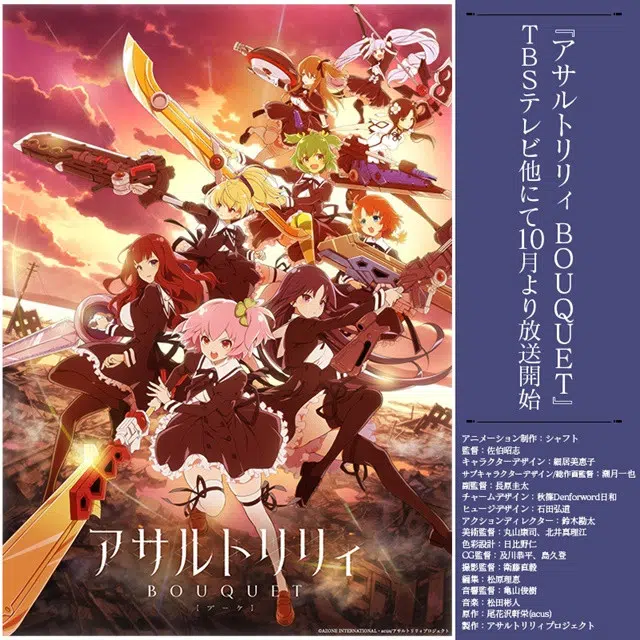 『アサルトリリィ BOUQUET』
TBSテレビ他にて10月より放送開始
アニメーション制作：シャフト
監督：佐伯昭志
キャラクターデザイン：細居美恵子
サブキャラクターデザイン/総作画監督：潮月一也
副監督：長原圭太
チャームデザイン：秋篠Denforword日和
ヒュージデザイン：石田弘道
アクションディレクター：鈴木勘太
美術監督：丸山康司、北井真理江
色彩設計：日比野仁
CG監督：及川恭平、島久登
撮影監督：衛藤直毅
編集：松原理恵
音響監督：亀山俊樹
音楽：松田彬人
原作：尾花沢軒栄(acus)
製作：アサルトリリィプロジェクト
アサルトリリィ
BOUQUET
[ブーケ]
©AZONE INTERNATIONAL・acus/アサルトリリィプロジェクト